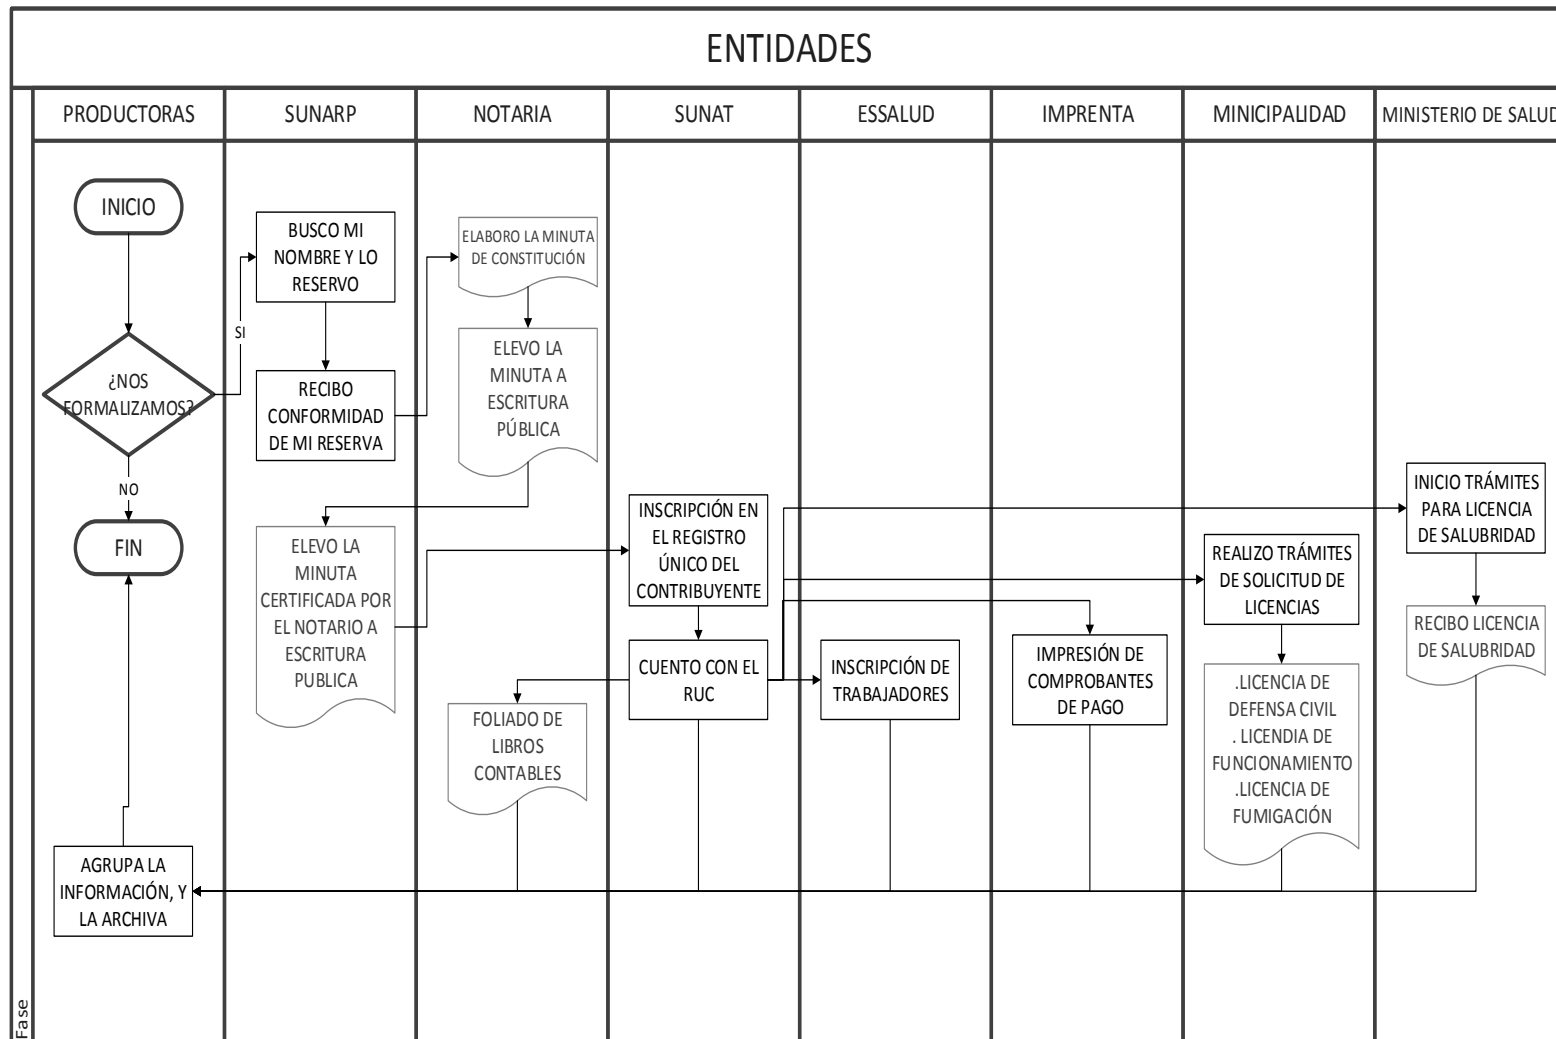 ENTIDADES
PRODUCTORAS
SUNARP
NOTARIA
SUNAT
ESSALUD
IMPRENTA
MINICIPALIDAD
MINISTERIO DE SALUD
INICIO
¿NOS
FORMALIZAMOS?
SI
NO
FIN
AGRUPA LA
INFORMACIÓN, Y
LA ARCHIVA
BUSCO MI
NOMBRE Y LO
RESERVO
RECIBO
CONFORMIDAD
DE MI RESERVA
ELEVO LA
MINUTA
CERTIFICADA POR
EL NOTARIO A
ESCRITURA
PUBLICA
ELABORO LA MINUTA
DE CONSTITUCIÓN
ELEVO LA
MINUTA A
ESCRITURA
PÚBLICA
FOLIADO DE
LIBROS
CONTABLES
INSCRIPCIÓN EN
EL REGISTRO
ÚNICO DEL
CONTRIBUYENTE
CUENTO CON EL
RUC
INSCRIPCIÓN DE
TRABAJADORES
IMPRESIÓN DE
COMPROBANTES
DE PAGO
REALIZO TRÁMITES
DE SOLICITUD DE
LICENCIAS
.LICENCIA DE
DEFENSA CIVIL
. LICENDIA DE
FUNCIONAMIENTO
.LICENCIA DE
FUMIGACIÓN
INICIO TRÁMITES
PARA LICENCIA
DE SALUBRIDAD
RECIBO LICENCIA
DE SALUBRIDAD
Fase